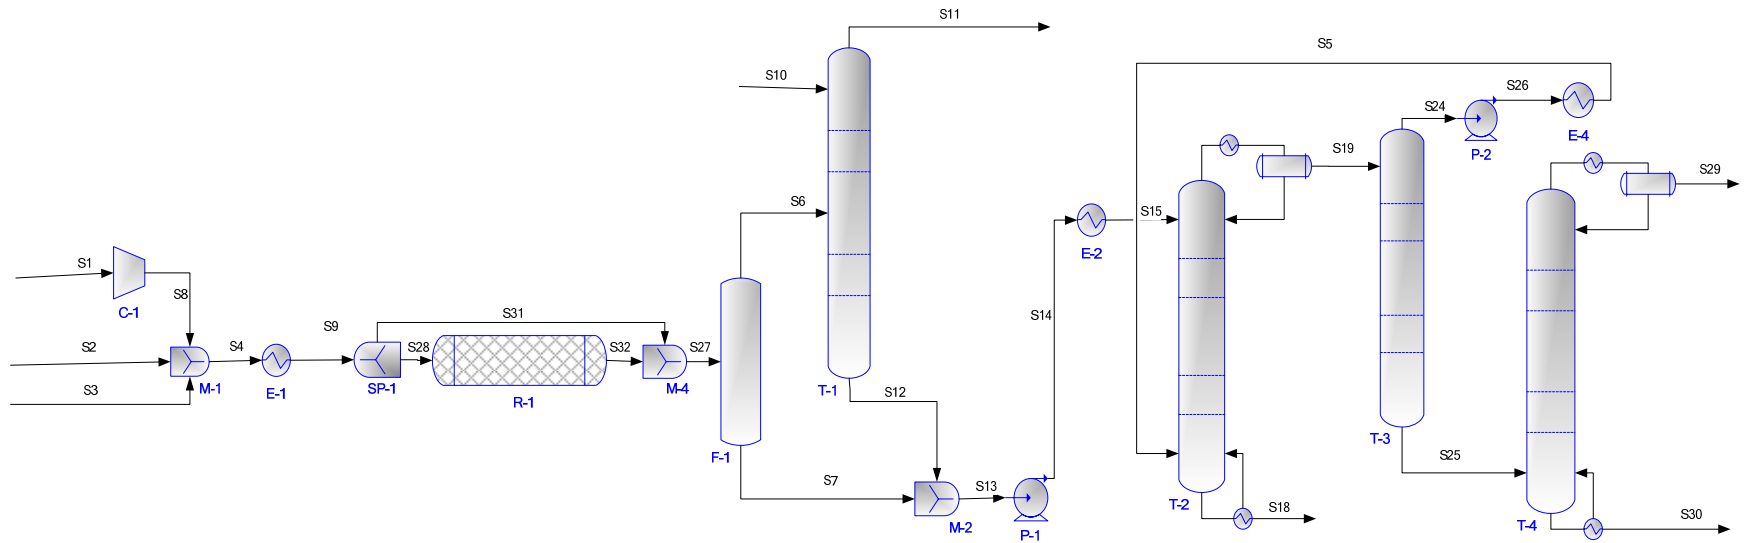 S11
S5
S10
S26
S24
E-4
P-2
S19
S29
S6
S15
E-2
S1
S8
C-1
S14
S31
S9
S2
S4
S28
S32
S27
S3
M-1
E-1
SP-1
R-1
M-4
T-1
S12
T-3
F-1
S25
S7
S13
M-2
P-1
T-2
S18
T-4
S30